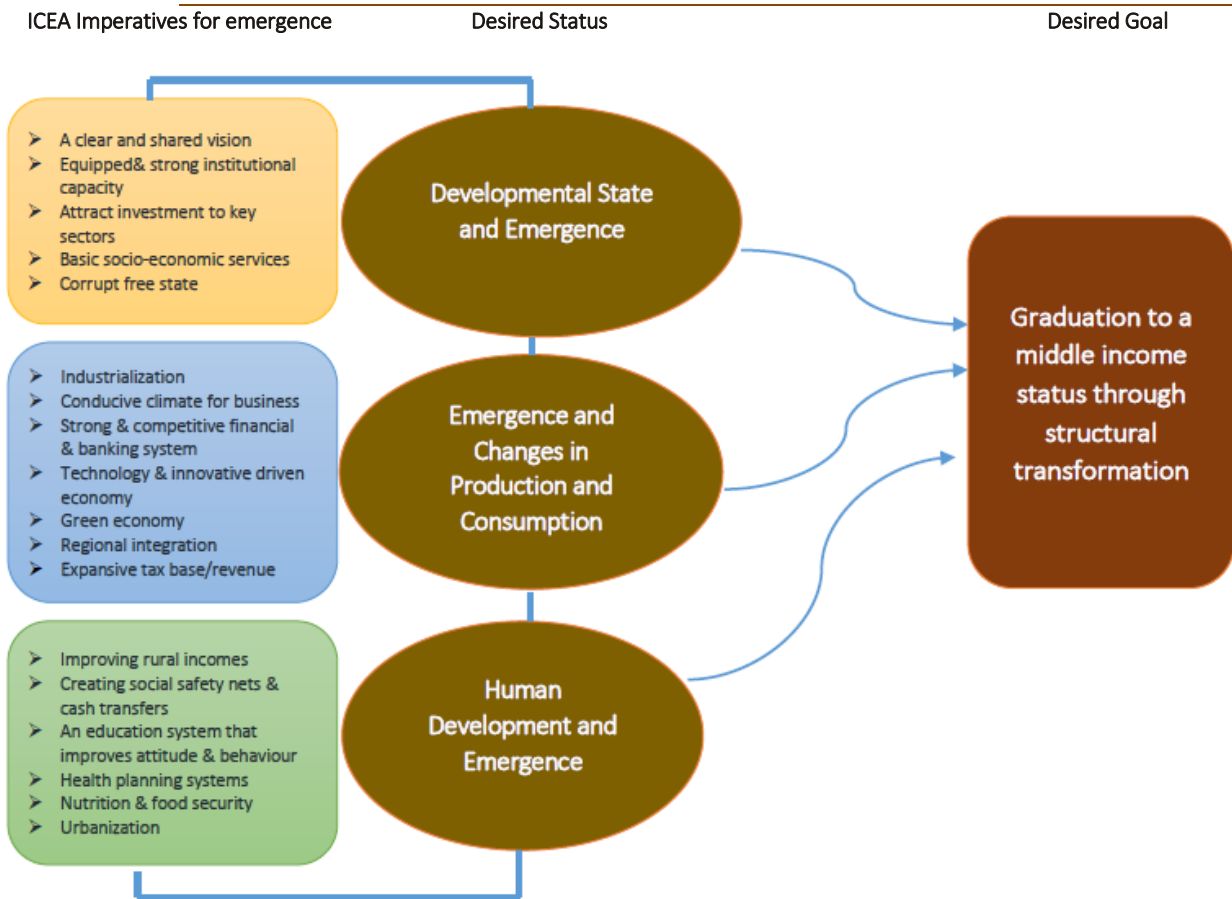 ICEA Imperatives for emergence
Desired Status
Desired Goal
➤ A clear and shared vision
➤ Equipped& strong institutional
capacity
➤ Attract investment to key
sectors
➤ Basic socio-economic services
➤ Corrupt free state
Developmental State
and Emergence
➤ Industrialization
➤ Conducive climate for business
➤ Strong & competitive financial
& banking system
➤ Technology & innovative driven
economy
➤ Green economy
➤ Regional integration
➤ Expansive tax base/revenue
Emergence and
Changes in
Production and
Consumption
➤ Improving rural incomes
➤ Creating social safety nets &
cash transfers
➤ An education system that
improves attitude & behaviour
➤ Health planning systems
➤ Nutrition & food security
➤ Urbanization
Human
Development and
Emergence
Graduation to a
middle income
status through
structural
transformation